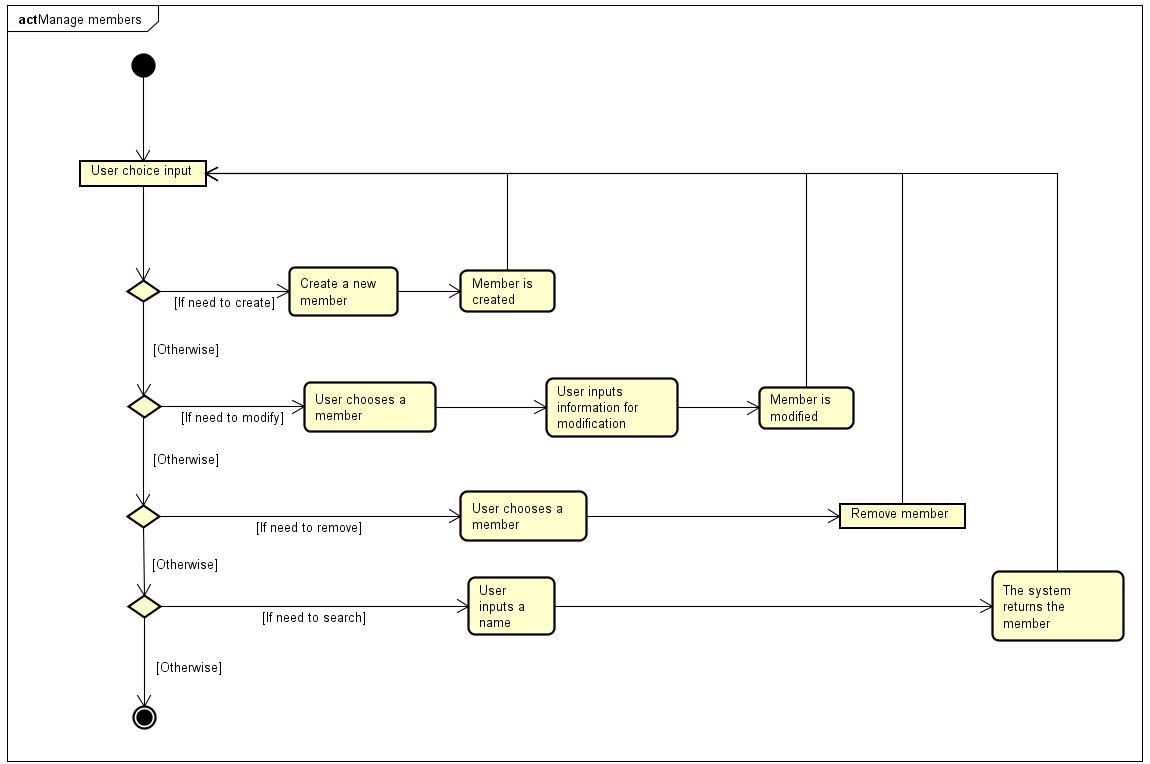 actManage members
User choice input
Create a new
member
Member is
created
[If need to create]
[Otherwise]
User chooses a
member
User inputs
information for
modification
Member is
modified
[If need to modify]
[Otherwise]
User chooses a
member
Remove member
[If need to remove]
[Otherwise]
User
inputs a
name
The system
returns the
member
[If need to search]
[Otherwise]